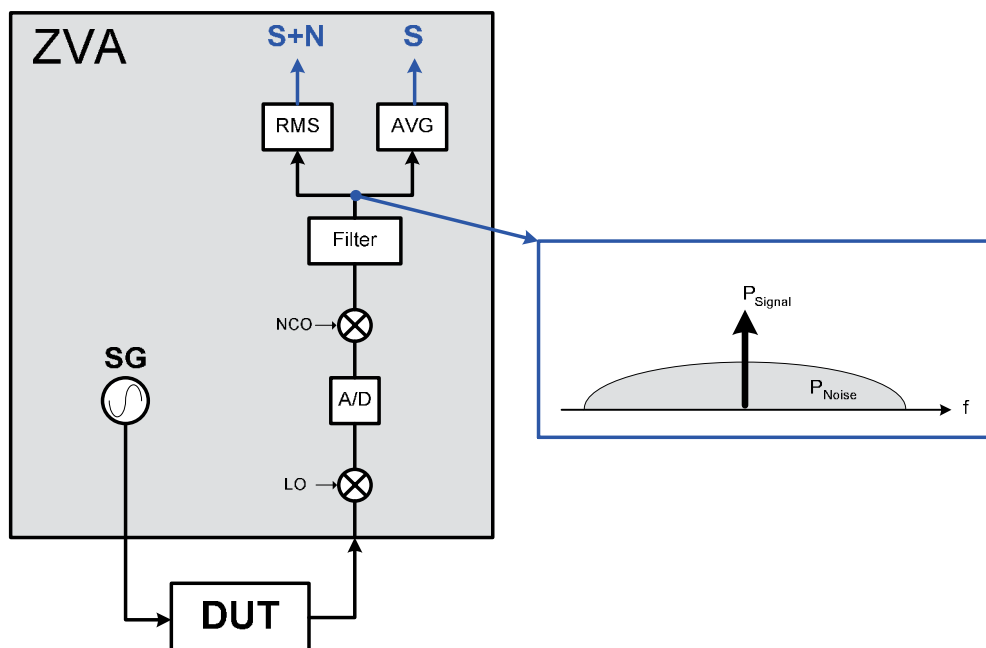 ZVA
S+N S
RMS AVG
Filter
NCO
SG
A/D
LO
DUT
PSignal
PNoise
f